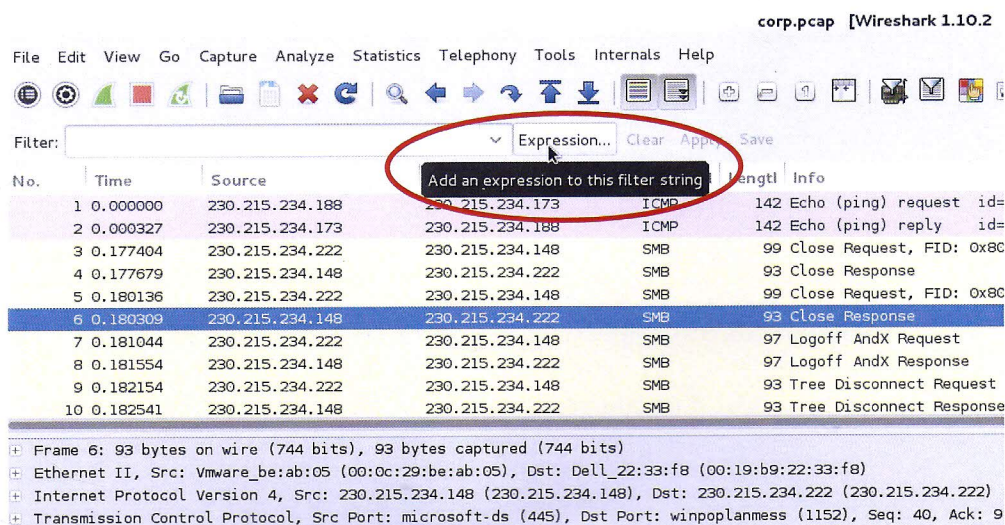 corp.pcap [Wireshark 1.10.2
File Edit View Go Capture Analyze Statistics Telephony Tools Internals Help
Filter: Expression... Clear Apply Save
Add an expression to this filter string
No. Time Source Lengtl Info
1 0.000000 230.215.234.188 230.215.234.173 ICMP 142 Echo (ping) request id=
2 0.000327 230.215.234.173 230.215.234.188 ICMP 142 Echo (ping) reply id=
3 0.177404 230.215.234.222 230.215.234.148 SMB 99 Close Request, FID: 0x80
4 0.177679 230.215.234.148 230.215.234.222 SMB 93 Close Response
5 0.180136 230.215.234.222 230.215.234.148 SMB 99 Close Request, FID: 0x80
6 0.180309 230.215.234.148 230.215.234.222 SMB 93 Close Response
7 0.181044 230.215.234.222 230.215.234.148 SMB 97 Logoff AndX Request
8 0.181554 230.215.234.148 230.215.234.222 SMB 97 Logoff AndX Response
9 0.182154 230.215.234.222 230.215.234.148 SMB 93 Tree Disconnect Request
10 0.182541 230.215.234.148 230.215.234.222 SMB 93 Tree Disconnect Response
Frame 6: 93 bytes on wire (744 bits), 93 bytes captured (744 bits)
Ethernet II, Src: Vmware_be:ab:05 (00:0c:29:be:ab:05), Dst: Dell_22:33:f8 (00:19:b9:22:33:f8)
Internet Protocol Version 4, Src: 230.215.234.148 (230.215.234.148), Dst: 230.215.234.222 (230.215.234.222)
Transmission Control Protocol, Src Port: microsoft-ds (445), Dst Port: winpoplanmess (1152), Seq: 40, Ack: